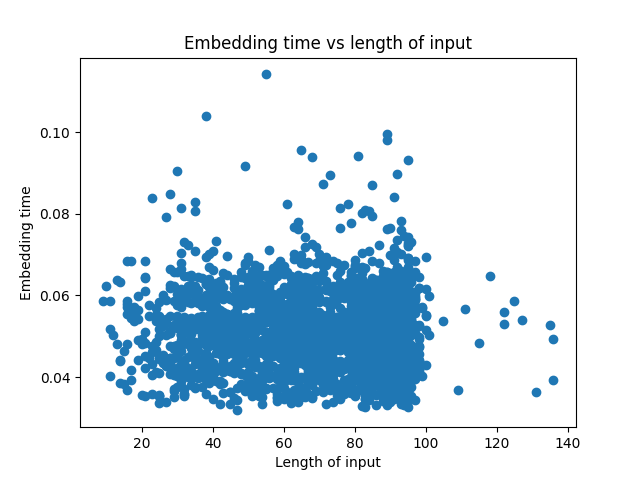 Embedding time vs length of input
0.10
0.08
0.06
0.04
Embedding time
20 40 60 80 100 120 140
Length of input